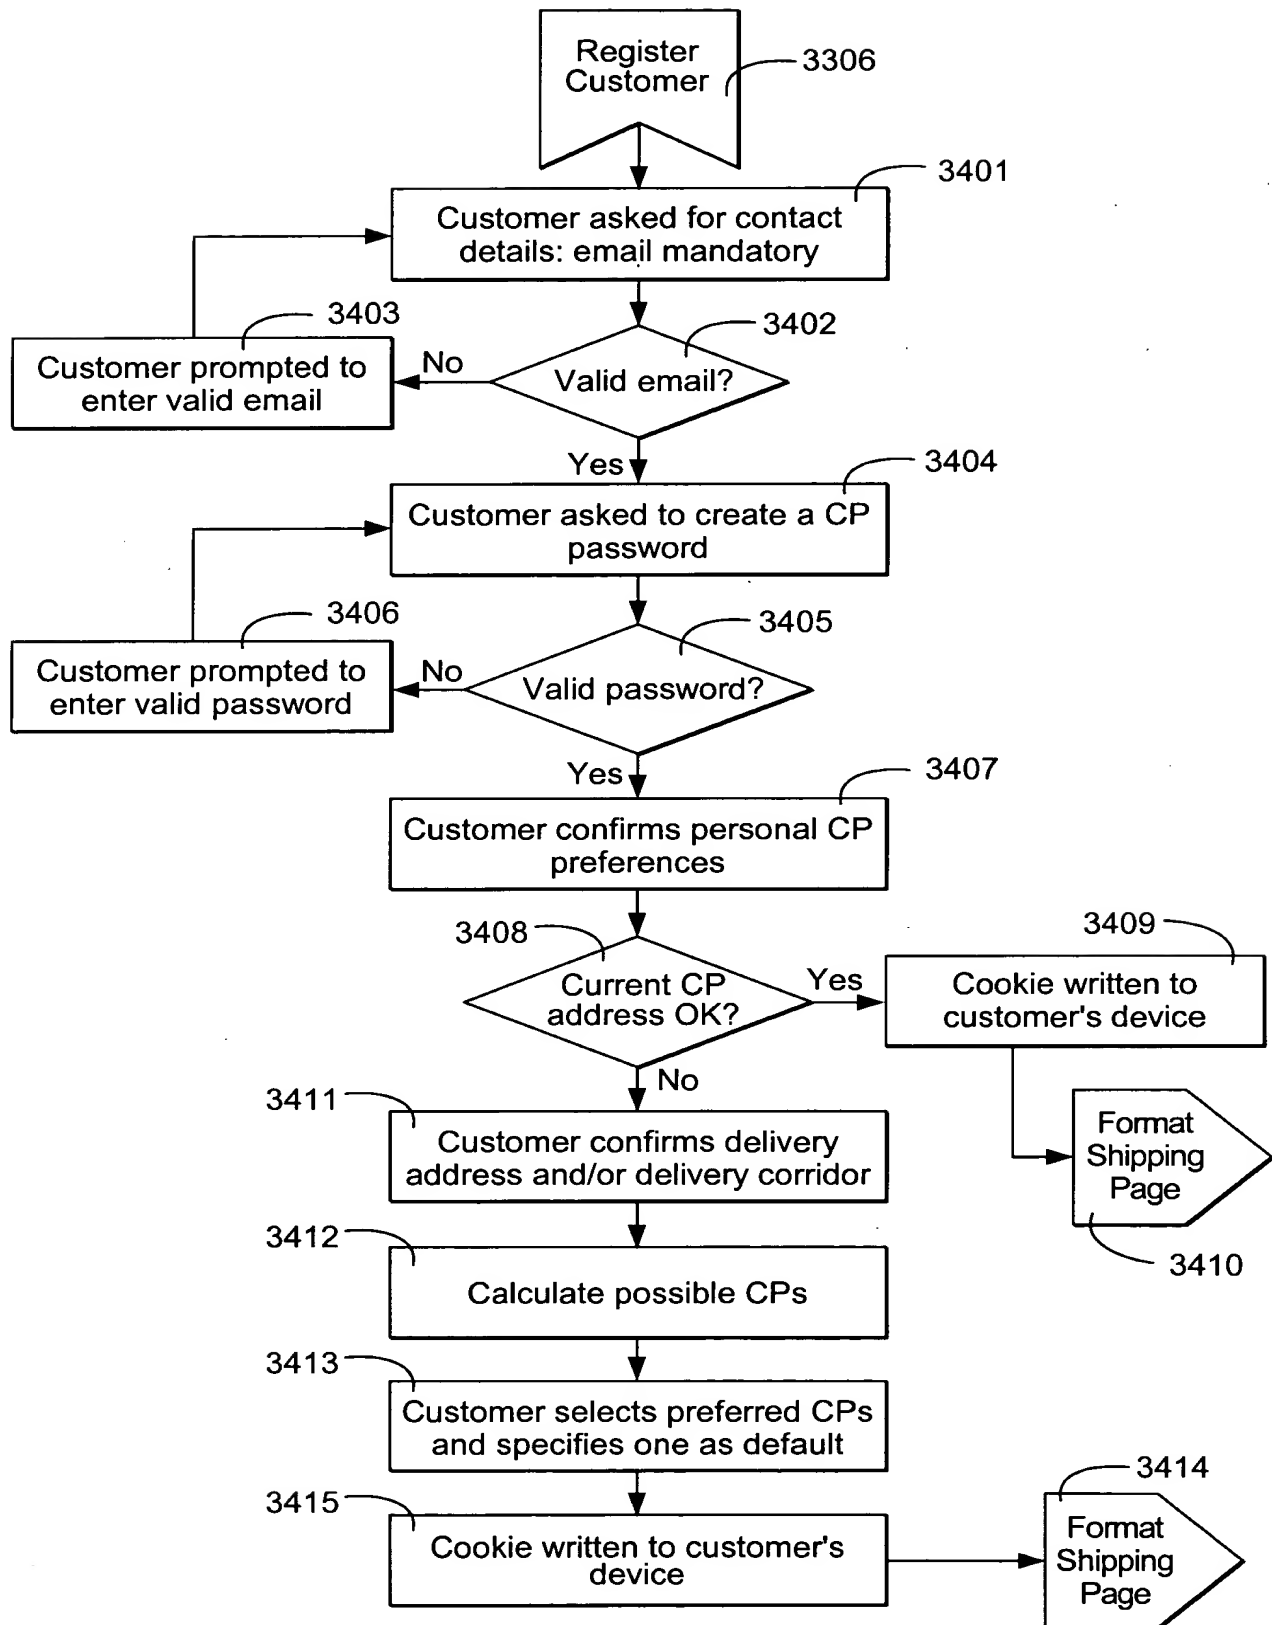 Register
Customer
3306
3401
Customer asked for contact
details: email mandatory
3403
3402
Customer prompted to
enter valid email
No
Valid email?
Yes
3404
Customer asked to create a CP
password
3406
3405
Customer prompted to
enter valid password
No
Valid password?
Yes
3407
Customer confirms personal CP
preferences
3408
3409
Current CP
address OK?
Yes
Cookie written to
customer's device
No
3411
Customer confirms delivery
address and/or delivery corridor
Format
Shipping
Page
3410
3412
Calculate possible CPs
3413
Customer selects preferred CPs
and specifies one as default
3414
3415
Cookie written to customer's
device
Format
Shipping
Page